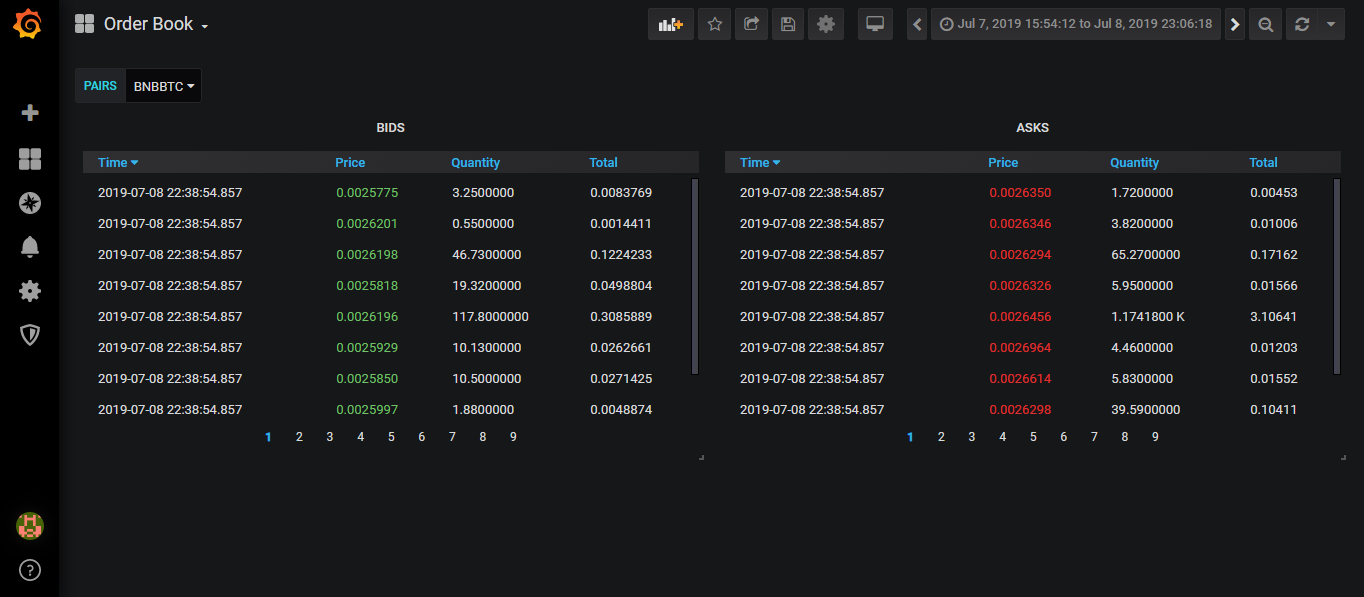 Order Book
Jul 7, 2019 15:54:12 to Jul 8, 2019 23:06:18
PAIRS BNBBTC
BIDS
Time Price Quantity Total
2019-07-08 22:38:54.857 0.0025775 3.2500000 0.0083769
2019-07-08 22:38:54.857 0.0026201 0.5500000 0.0014411
2019-07-08 22:38:54.857 0.0026198 46.7300000 0.1224233
2019-07-08 22:38:54.857 0.0025818 19.3200000 0.0498804
2019-07-08 22:38:54.857 0.0026196 117.8000000 0.3085889
2019-07-08 22:38:54.857 0.0025929 10.1300000 0.0262661
2019-07-08 22:38:54.857 0.0025850 10.5000000 0.0271425
2019-07-08 22:38:54.857 0.0025997 1.8800000 0.0048874
1 2 3 4 5 6 7 8 9
ASKS
Time Price Quantity Total
2019-07-08 22:38:54.857 0.0026350 1.7200000 0.00453
2019-07-08 22:38:54.857 0.0026346 3.8200000 0.01006
2019-07-08 22:38:54.857 0.0026294 65.2700000 0.17162
2019-07-08 22:38:54.857 0.0026326 5.9500000 0.01566
2019-07-08 22:38:54.857 0.0026456 1.1741800 K 3.10641
2019-07-08 22:38:54.857 0.0026964 4.4600000 0.01203
2019-07-08 22:38:54.857 0.0026614 5.8300000 0.01552
2019-07-08 22:38:54.857 0.0026298 39.5900000 0.10411
1 2 3 4 5 6 7 8 9